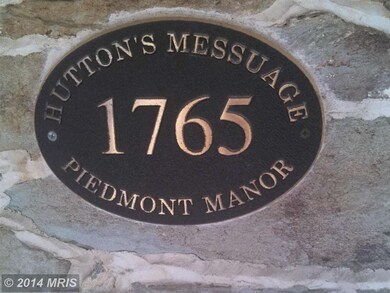 HUTTON'S MESSUAGE
1765
PIEDMONT MANOR
© 2014 MRIS